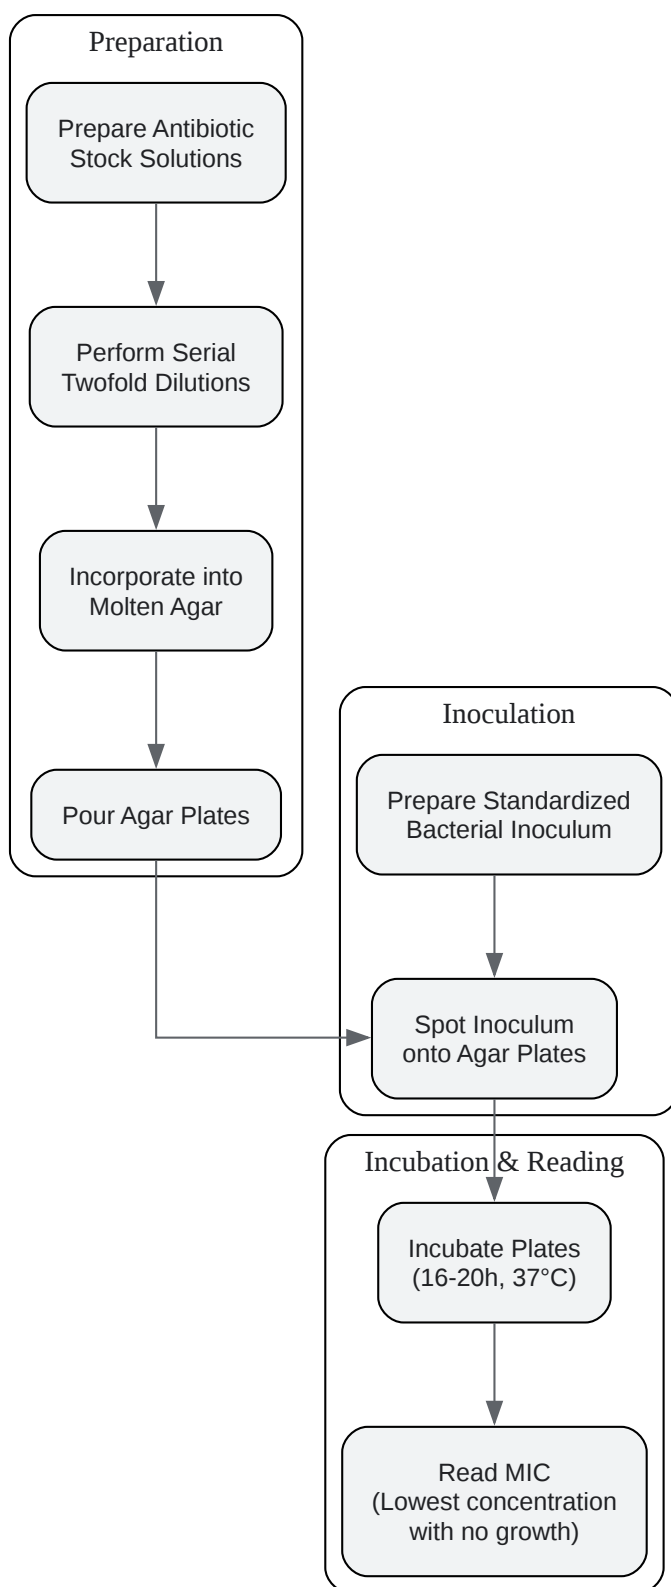 Preparation
Prepare Antibiotic
Stock Solutions
Perform Serial
Twofold Dilutions
Incorporate into
Molten Agar
Pour Agar Plates
Inoculation
Prepare Standardized
Bacterial Inoculum
Spot Inoculum
onto Agar Plates
Incubation & Reading
Incubate Plates
(16-20h, 37°C)
Read MIC
(Lowest concentration
with no growth)